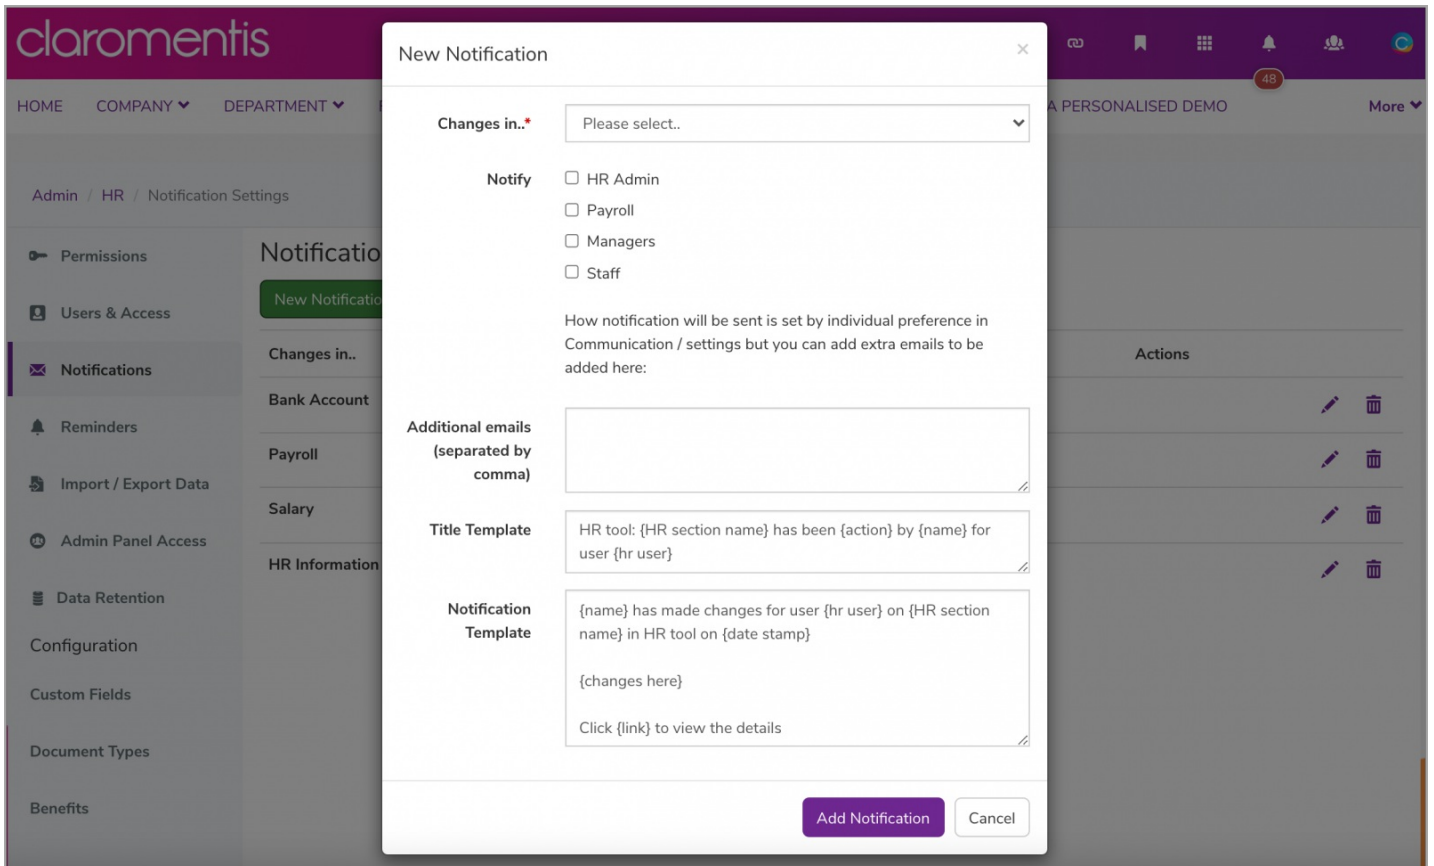 claromentis
48
HOME COMPANY DEPARTMENT
A PERSONALISED DEMO
More
Admin / HR / Notification Settings
Permissions
Users & Access
Notifications
Reminders
Import / Export Data
Admin Panel Access
Data Retention
Configuration
Custom Fields
Document Types
Benefits
Notificatio
New Notificatio
Changes in..
Actions
Bank Account
Payroll
Salary
HR Information
New Notification
×
Changes in..*
Please select..
Notify
HR Admin
Payroll
Managers
Staff
How notification will be sent is set by individual preference in
Communication / settings but you can add extra emails to be
added here:
Additional emails
(separated by
comma)
Title Template
HR tool: {HR section name} has been {action} by {name} for
user {hr user}
Notification
Template
{name} has made changes for user {hr user} on {HR section
name} in HR tool on {date stamp}
{changes here}
Click {link} to view the details
Add Notification
Cancel